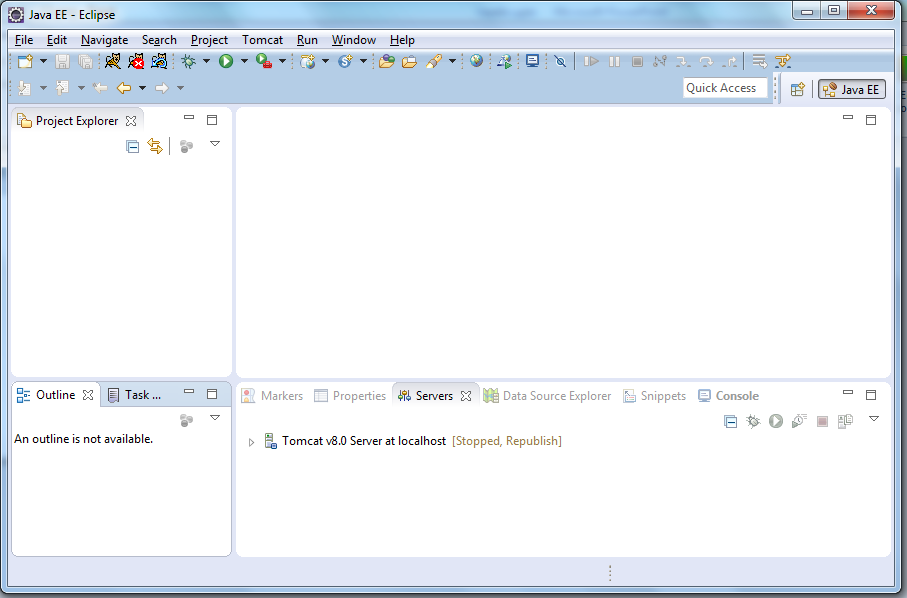 Java EE - Eclipse
File Edit Navigate Search Project Tomcat Run Window Help
Quick Access
Java EE
Project Explorer
Outline
Task ...
An outline is not available.
Markers Properties Servers Data Source Explorer Snippets Console
Tomcat v8.0 Server at localhost [Stopped, Republish]